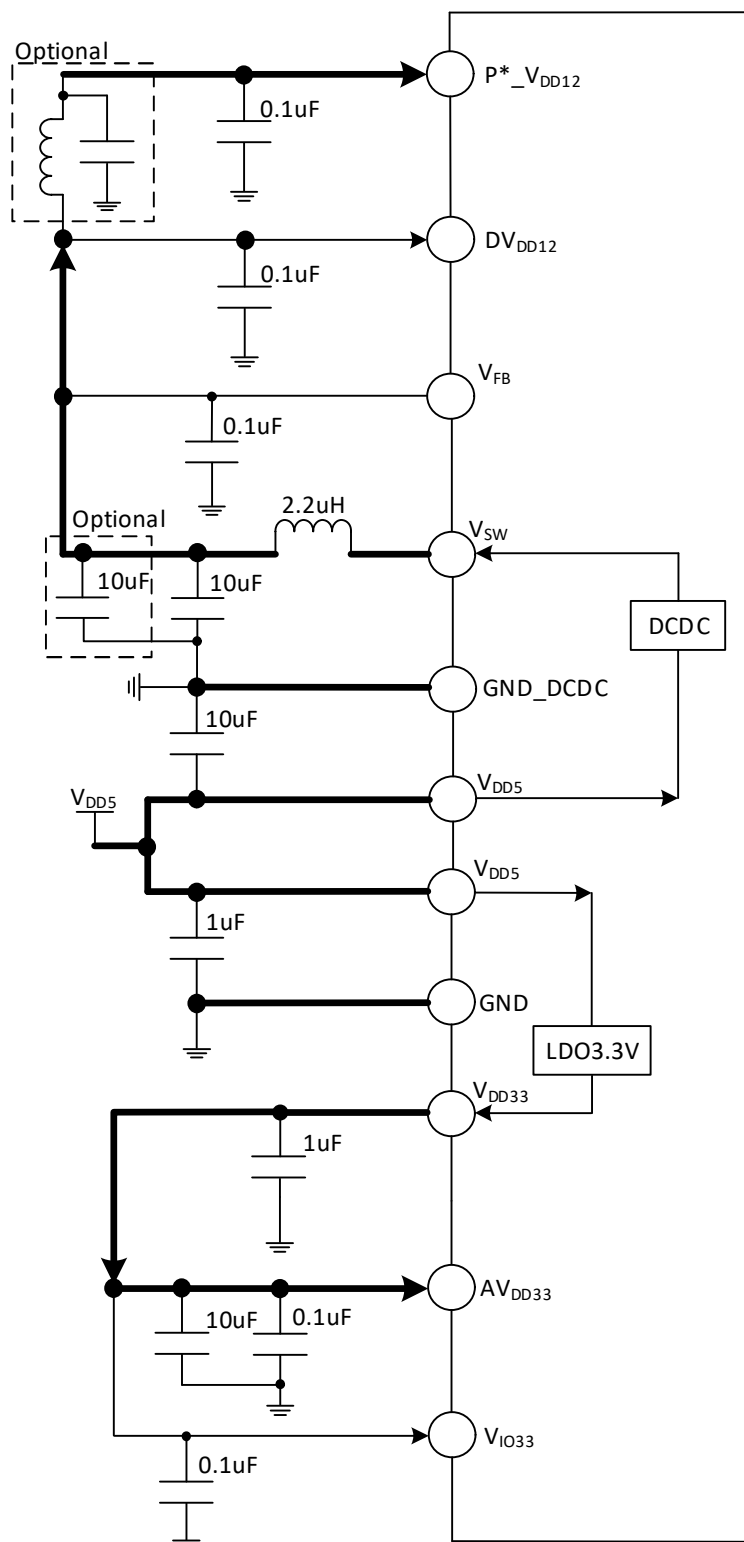 Optional
P*_VDD12
0.1uF
DVDD12
0.1uF
VFB
0.1uF
2.2uH
VSW
Optional
10uF
10uF
DCDC
GND_DCDC
10uF
VDD5
VDD5
VDD5
1uF
GND
LDO3.3V
VDD33
1uF
AVDD33
10uF
0.1uF
VIO33
0.1uF